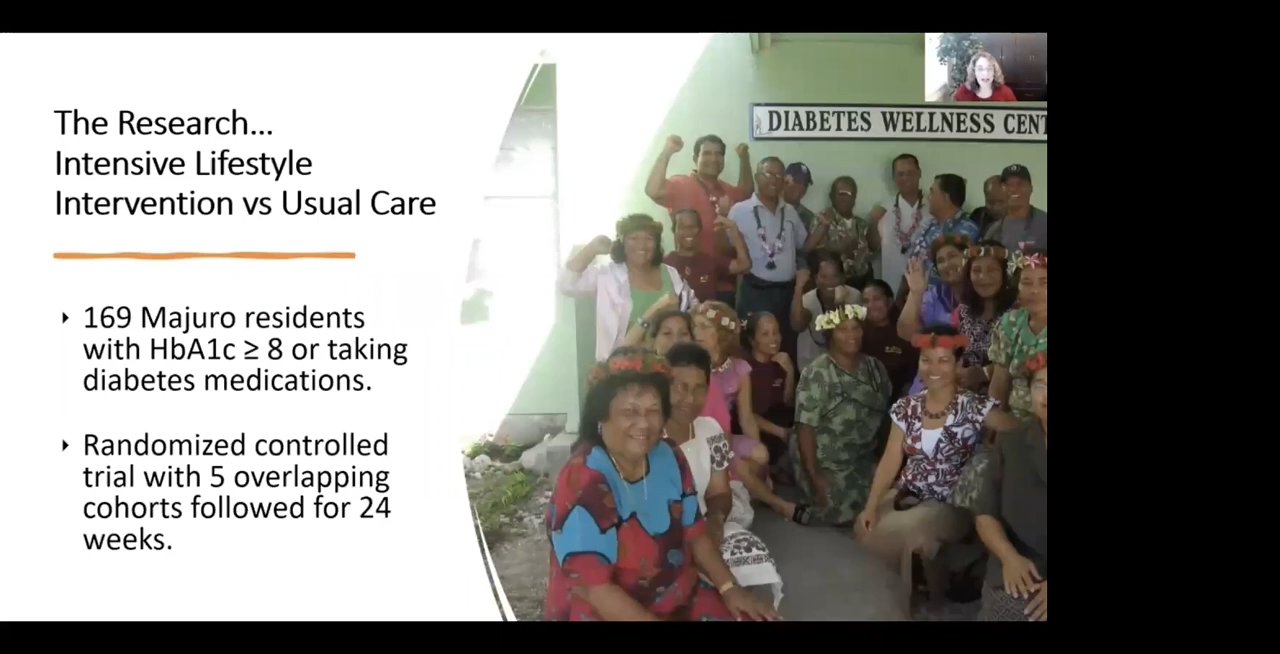 The Research...
Intensive Lifestyle
Intervention vs Usual Care
169 Majuro residents
with HbA1c ≥ 8 or taking
diabetes medications.
Randomized controlled
trial with 5 overlapping
cohorts followed for 24
weeks.
DIABETES WELLNESS CENT